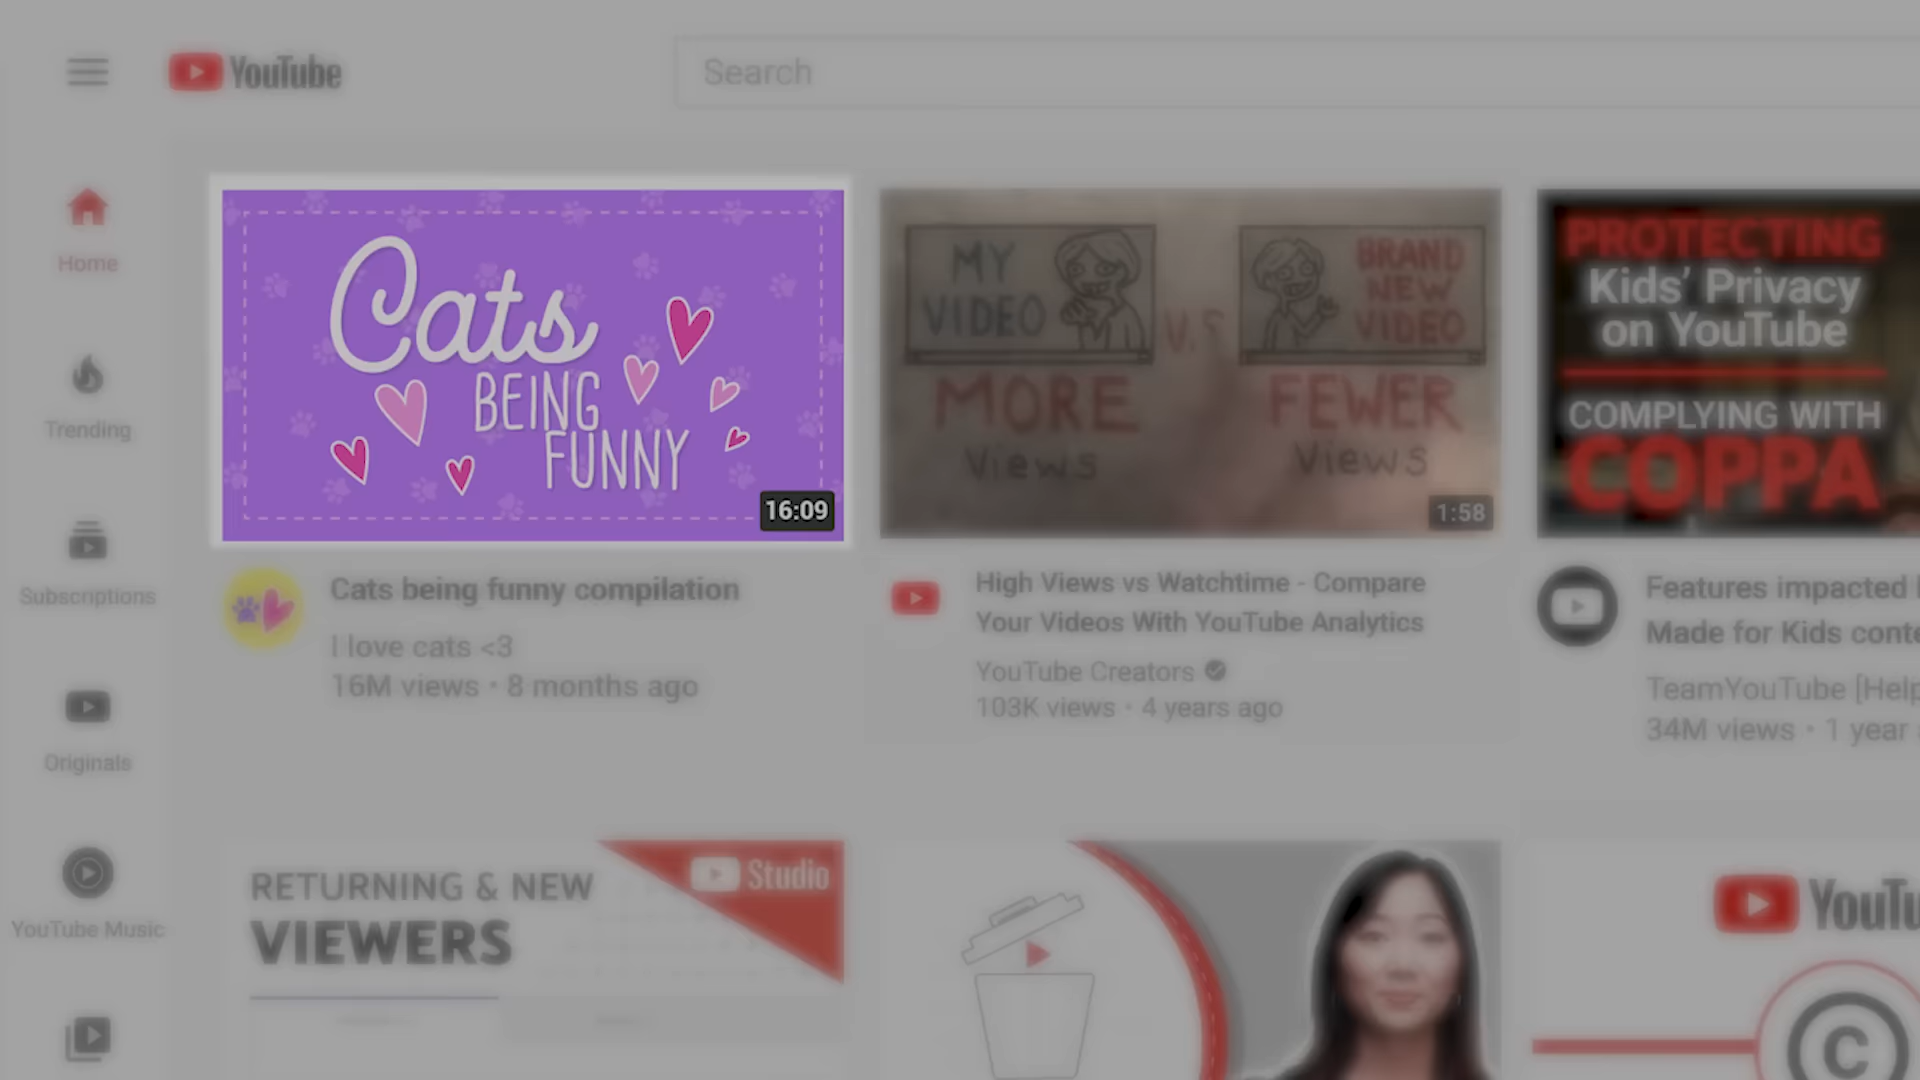 YouTube
Search
Home
Trending
Subscriptions
Originals
YouTube Music
Cats
BEING
FUNNY
16:09
Cats being funny compilation
I love cats <3
16M views • 8 months ago
MY
VIDEO
V.S
BRAND
NEW
VIDEO
MORE
Views
FEWER
Views
1:58
High Views vs Watchtime - Compare
Your Videos With YouTube Analytics
YouTube Creators
103K views • 4 years ago
PROTECTING
Kids' Privacy
on YouTube
COMPLYING WITH
COPPA
Features impacted
Made for Kids conte
TeamYouTube [Help
34M views • 1 year
RETURNING & NEW
VIEWERS
Studio
YouTu
C